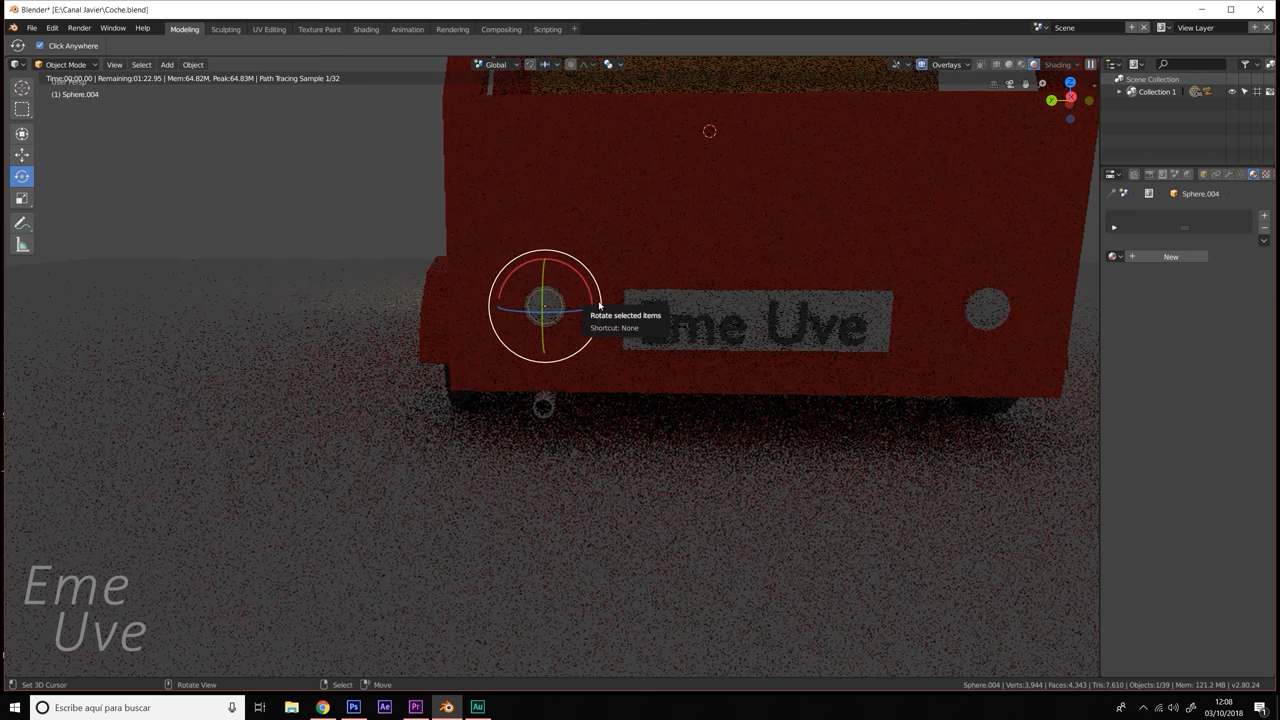 Blender* [E:\Canal Javier\Coche.blend]
File Edit Render Window Help
Modeling Sculpting UV Editing Texture Paint Shading Animation Rendering Compositing Scripting +
Scene
View Layer
Click Anywhere
Object Mode View Select Add Object
Global
Overlays
Shading
Time:00:00.00 | Remaining:01:22.95 | Mem:64.82M, Peak:64.83M | Path Tracing Sample 1/32
(1) Sphere.004
Scene Collection
Collection 1
Z
Y
X
Sphere.004
New
Rotate selected items
Shortcut: None
Eme Uve
Eme
Uve
Set 3D Cursor
Rotate View
Select
Move
Sphere.004 | Verts:3,944 | Faces:4,343 | Tris:7,610 | Objects:1/39 | Mem: 121.2 MB | v2.80.24
Escribe aquí para buscar
Ps
Ae
Pr
Au
12:08
03/10/2018
1